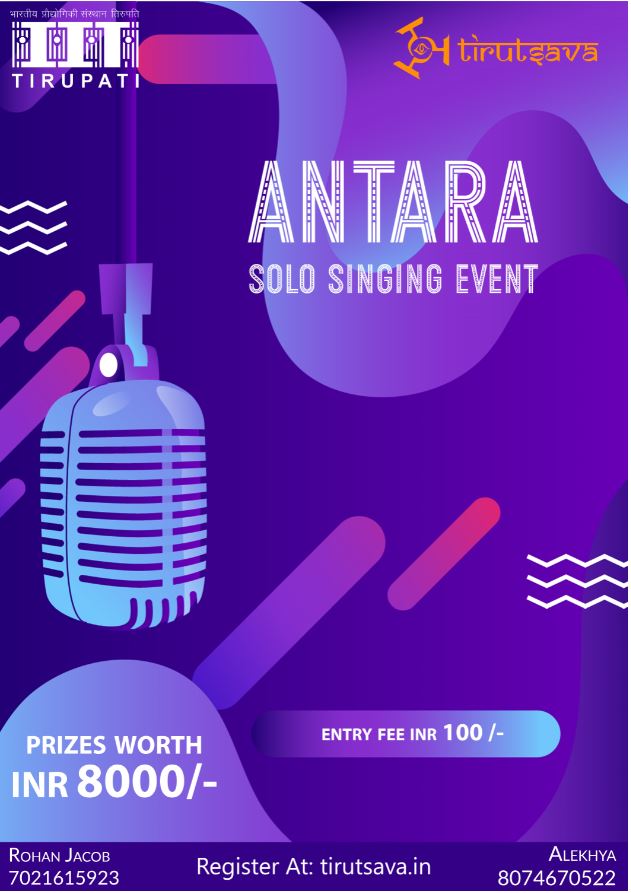 भारतीय प्रौद्योगिकी संस्थान तिरुपति
IIT
TIRUPATI
tirutsava
ANTARA
SOLO SINGING EVENT
PRIZES WORTH
INR 8000/-
ENTRY FEE INR 100 /-
ROHAN JACOB
7021615923
Register At: tirutsava.in
ALEKHYA
8074670522